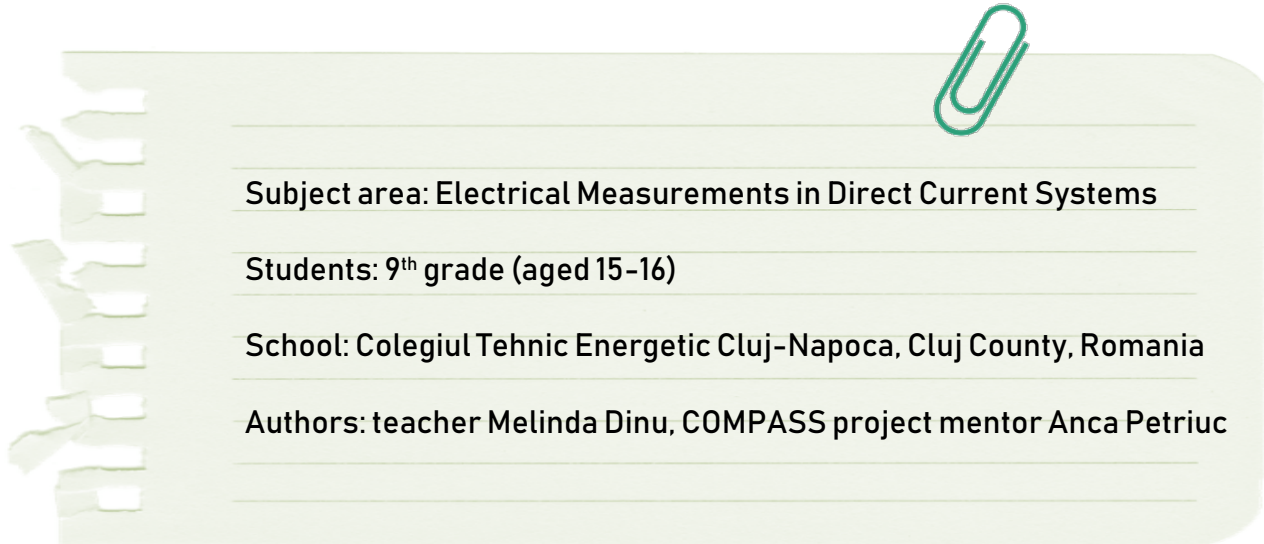 Subject area: Electrical Measurements in Direct Current Systems
Students: 9th grade (aged 15-16)
School: Colegiul Tehnic Energetic Cluj-Napoca, Cluj County, Romania
Authors: teacher Melinda Dinu, COMPASS project mentor Anca Petriuc